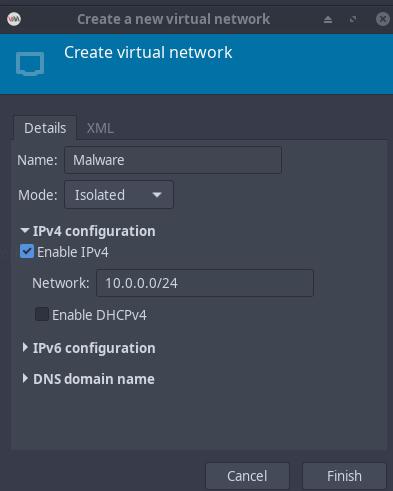 Create a new virtual network
Create virtual network
Details XML
Name: Malware
Mode: Isolated
IPv4 configuration
Enable IPv4
Network: 10.0.0.0/24
Enable DHCPv4
IPv6 configuration
DNS domain name
Cancel Finish